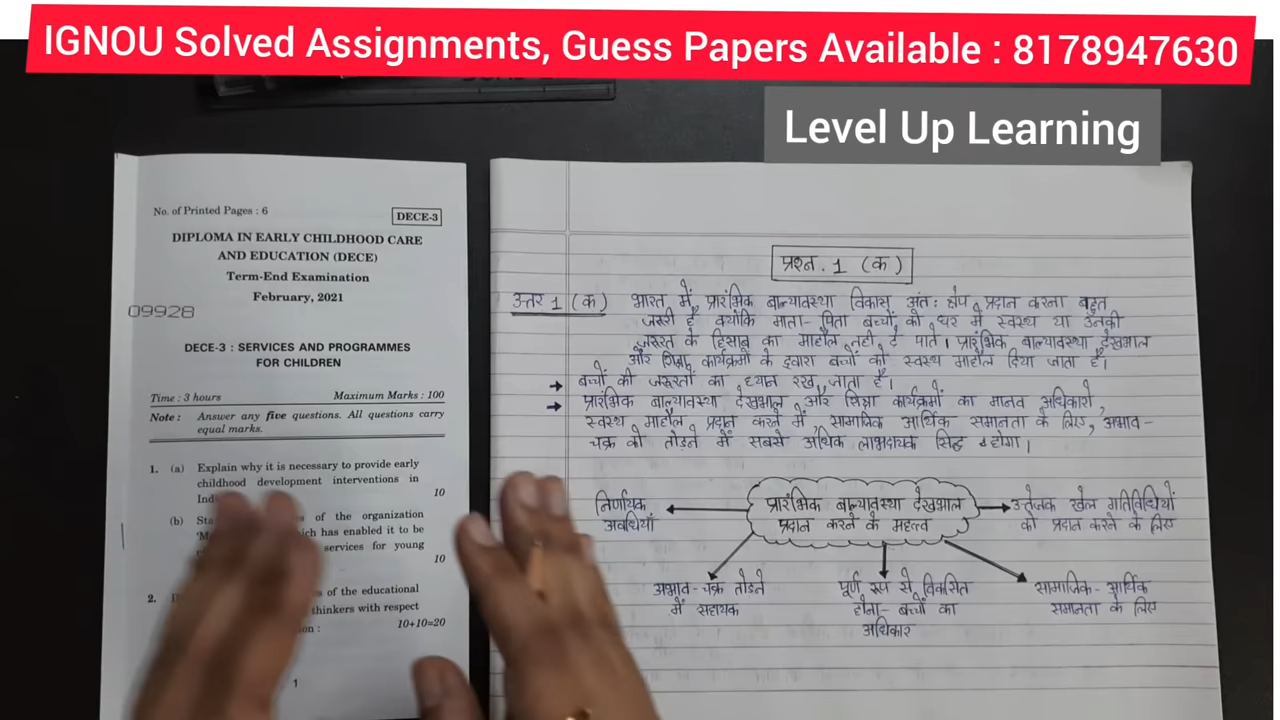 IGNOU Solved Assignments, Guess Papers Available : 8178947630
Level Up Learning
No. of Printed Pages : 6
DECE-3
DIPLOMA IN EARLY CHILDHOOD CARE
AND EDUCATION (DECE)
Term-End Examination
February, 2021
09928
DECE-3 : SERVICES AND PROGRAMMES
FOR CHILDREN
Time : 3 hours Maximum Marks : 100
Note : Answer any five questions. All questions carry
equal marks.
1. (a) Explain why it is necessary to provide early
childhood development interventions in
10
(b) of the organization
which has enabled it to be
services for young
10
2. of the educational
thinkers with respect
10+10=20
1
प्रश्न. 1 (क)
उत्तर 1 (क) भारत में प्रारंभिक बाल्यावस्था विकास अंतः क्षेप प्रदान करना बहुत
जरूरी है क्योंकि माता-पिता बच्चों को घर में स्वस्थ या उनकी
जरूरत के हिसाब का माहौल नही दे पाते। प्रारंभिक बाल्यावस्था देखभाल
और शिक्षा कार्यक्रमों के द्वारा बच्चों को स्वस्थ माहौल दिया जाता है।
→ बच्चों की जरूरतों का ध्यान रख जाता है।
→ प्रारंभिक बाल्यावस्था देखभाल और शिक्षा कार्यक्रमों का मानव अधिकारों,
स्वस्थ माहौल प्रदान करने में, सामाजिक आर्थिक समानता के लिए, अभाव-
चक्र को तोड़ने में सबसे अधिक लाभदायक सिद्ध होगा।
प्रारंभिक बाल्यावस्था देखभाल
प्रदान करने के महत्व
निर्णायक
अवधियाँ
उत्तेजक खेल गतिविधियों
को प्रदान करने के लिए
अभाव-चक्र तोडने
में सहायक
पूर्ण रूप से विकसित
होना- बच्चों का
अधिकार
सामाजिक-आर्थिक
समानता के लिए